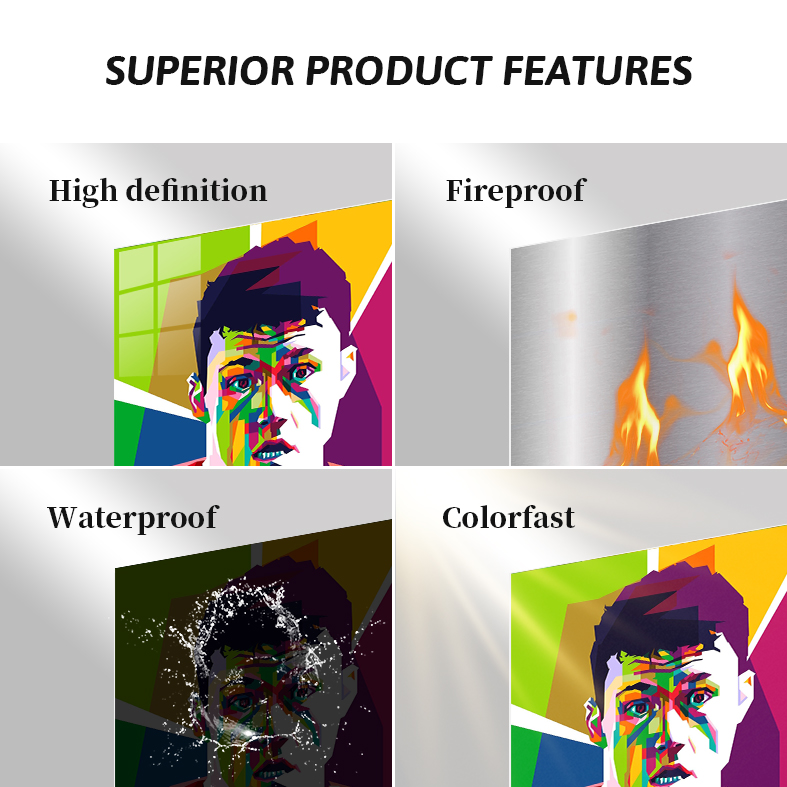 SUPERIOR PRODUCT FEATURES
High definition
Fireproof
Waterproof
Colorfast